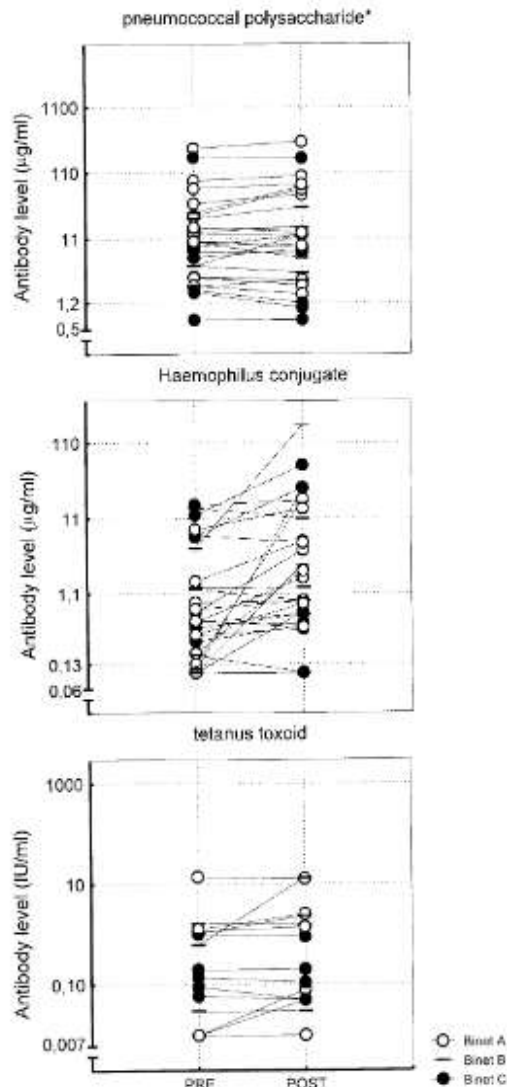 pneumococcal polysaccharide*
Antibody level (µg/ml)
1100
110
11
1,2
0,5
Haemophilus conjugate
Antibody level (µg/ml)
110
11
1,1
0.13
0.06
tetanus toxoid
Antibody level (IU/ml)
1000
10
0,10
0.007
PRE
POST
Binet A
Binet B
Binet C